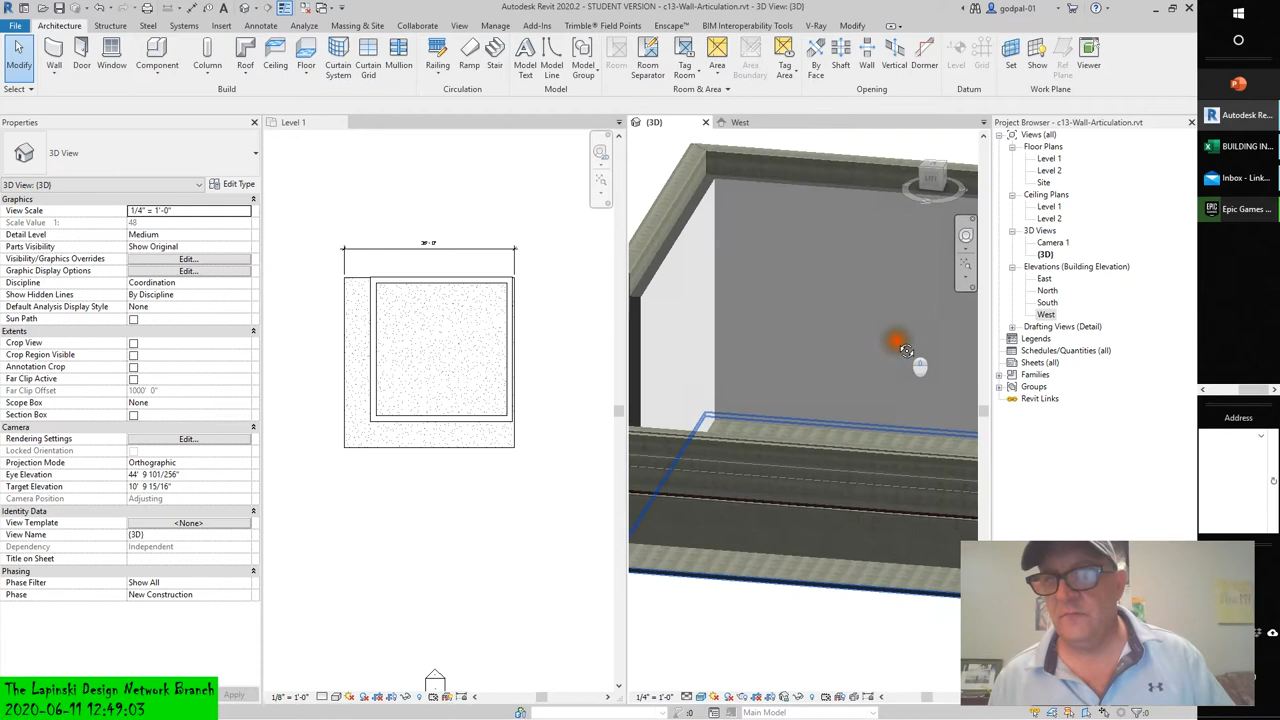 Autodesk Revit 2020.2 - STUDENT VERSION - c13-Wall-Articulation.rvt - 3D View: {3D}
godpal-01
File Architecture Structure Steel Systems Insert Annotate Analyze Massing & Site Collaborate View Manage Add-Ins Trimble® Field Points Enscape™ BIM Interoperability Tools V-Ray Modify
Modify Wall Door Window Component Column Roof Ceiling Floor Curtain System Curtain Grid Mullion Railing Ramp Stair Model Text Model Line Model Group Room Room Separator Tag Room Area Area Boundary Tag Area By Face Shaft Wall Vertical Dormer Level Grid Set Show Ref Plane Viewer
Select Build Circulation Model Room & Area Opening Datum Work Plane
Properties
3D View
3D View: {3D} Edit Type
Graphics
View Scale 1/4" = 1'-0"
Scale Value 1: 48
Detail Level Medium
Parts Visibility Show Original
Visibility/Graphics Overrides Edit...
Graphic Display Options Edit...
Discipline Coordination
Show Hidden Lines By Discipline
Default Analysis Display Style None
Sun Path
Extents
Crop View
Crop Region Visible
Annotation Crop
Far Clip Active
Far Clip Offset 1000' 0"
Scope Box None
Section Box
Camera
Rendering Settings Edit...
Locked Orientation
Projection Mode Orthographic
Eye Elevation 44' 9 101/256"
Target Elevation 10' 9 15/16"
Camera Position Adjusting
Identity Data
View Template <None>
View Name {3D}
Dependency Independent
Title on Sheet
Phasing
Phase Filter Show All
Phase New Construction
Apply
Level 1
1/8" = 1'-0"
{3D} West
1/4" = 1'-0"
:0 Main Model :0
Project Browser - c13-Wall-Articulation.rvt
Views (all)
Floor Plans
Level 1
Level 2
Site
Ceiling Plans
Level 1
Level 2
3D Views
Camera 1
{3D}
Elevations (Building Elevation)
East
North
South
West
Drafting Views (Detail)
Legends
Schedules/Quantities (all)
Sheets (all)
Families
Groups
Revit Links
Autodesk Re...
BUILDING IN...
Inbox - Link...
Epic Games ...
Address
The Lapinski Design Network Branch
2020-06-11 12:49:03